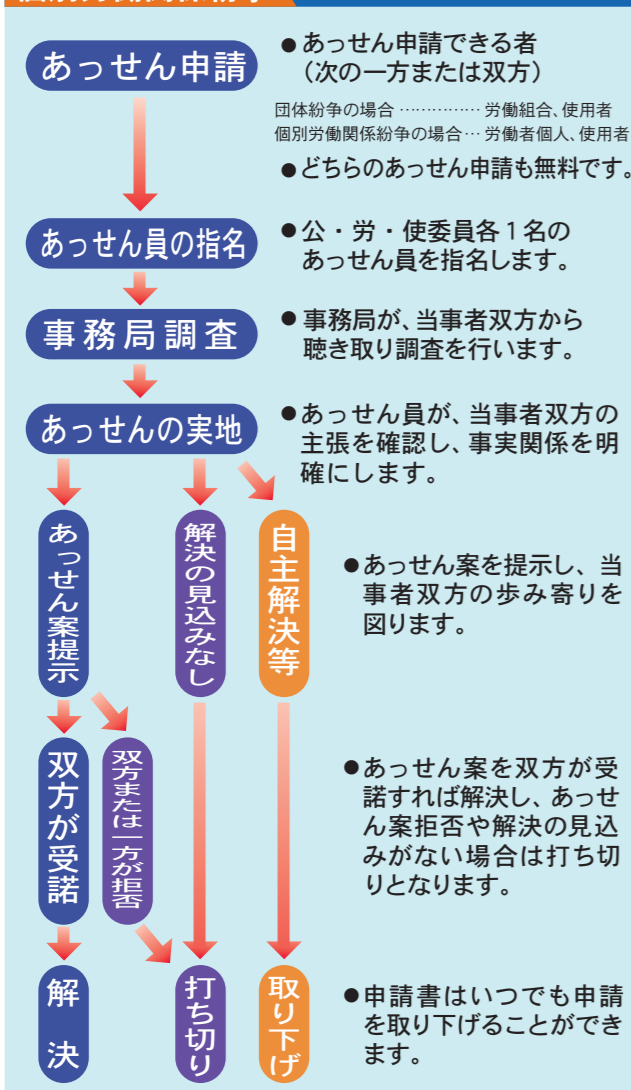 あっせん申請
●あっせん申請できる者
（次の一方または双方）
団体紛争の場合 …………… 労働組合、使用者
個別労働関係紛争の場合… 労働者個人、使用者
●どちらのあっせん申請も無料です。
あっせん員の指名
●公・労・使委員各１名の
あっせん員を指名します。
事務局調査
●事務局が、当事者双方から
聴き取り調査を行います。
あっせんの実地
●あっせん員が、当事者双方の
主張を確認し、事実関係を明
確にします。
あっせん案提示
解決の見込みなし
自主解決等
●あっせん案を提示し、当
事者双方の歩み寄りを
図ります。
双方が受諾
双方または一方が拒否
●あっせん案を双方が受
諾すれば解決し、あっせ
ん案拒否や解決の見込
みがない場合は打ち切
りとなります。
解決
打ち切り
取り下げ
●申請書はいつでも申請
を取り下げることができ
ます。